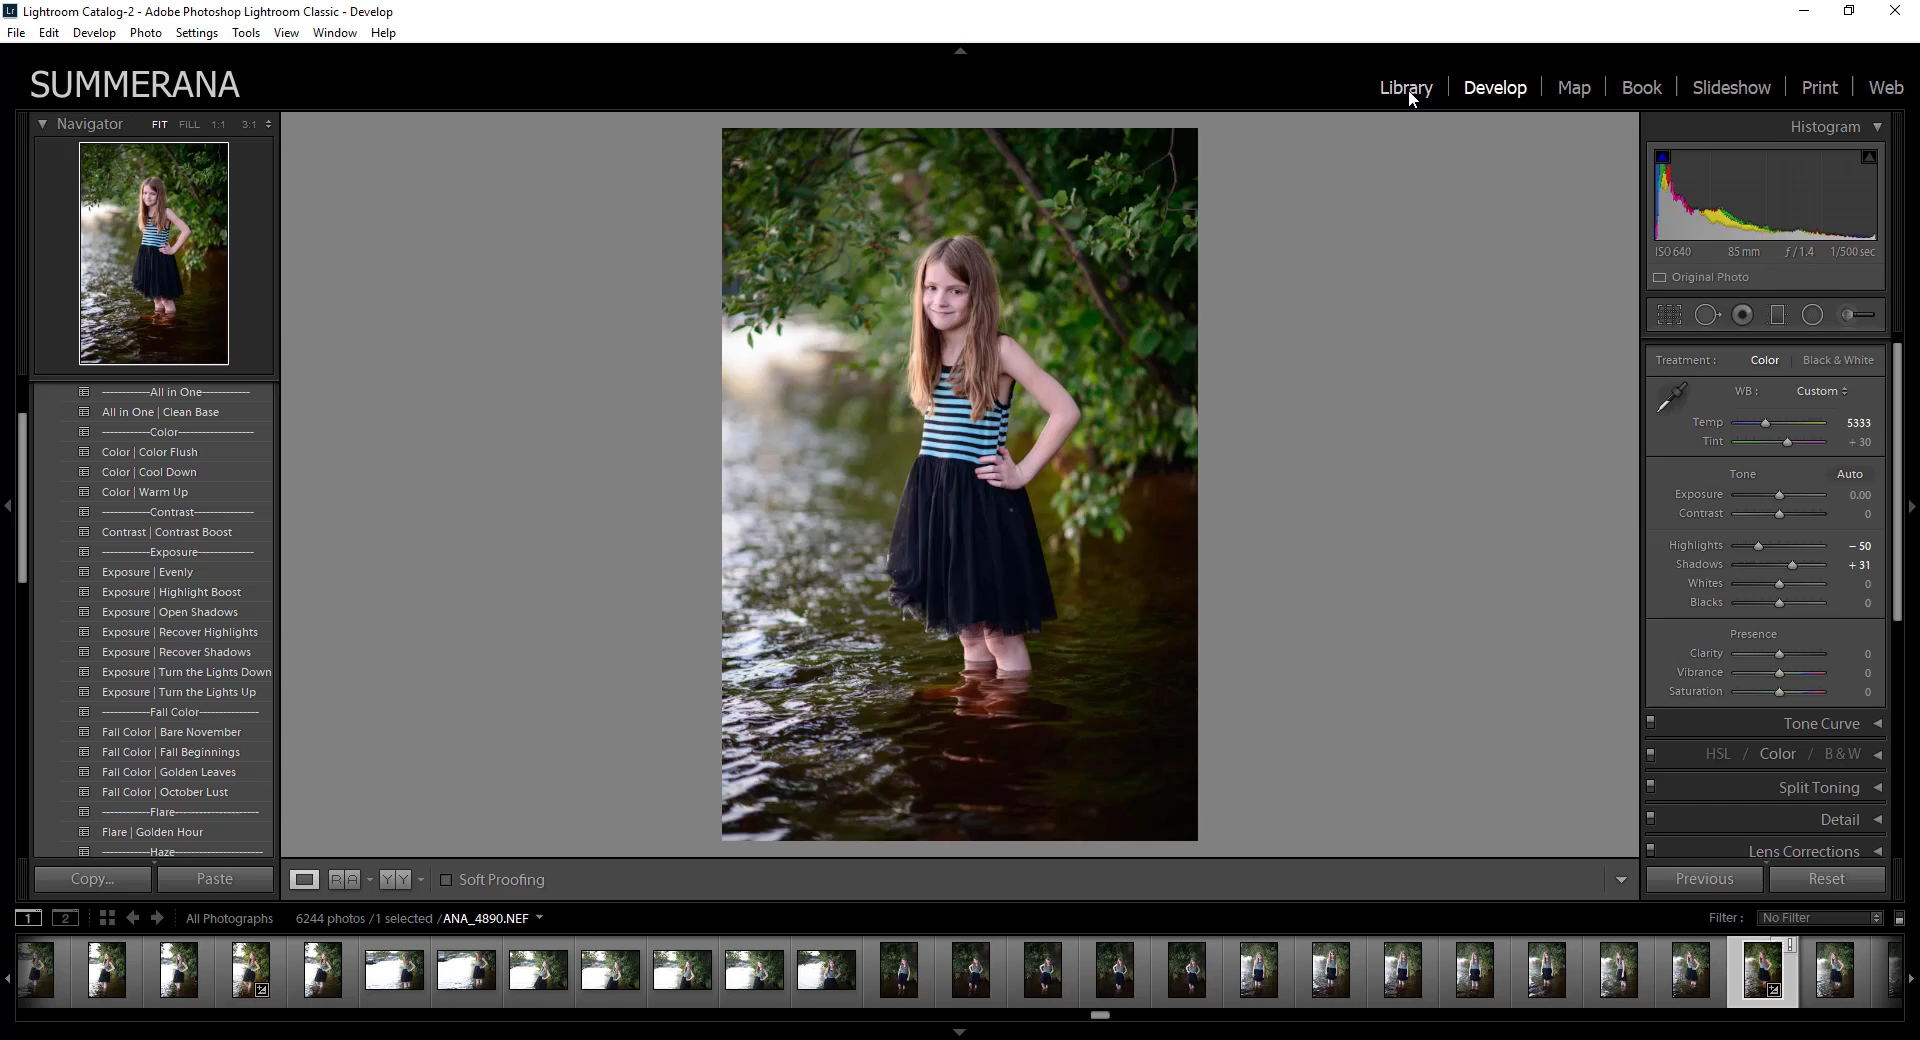 Lightroom Catalog-2 - Adobe Photoshop Lightroom Classic - Develop
File Edit Develop Photo Settings Tools View Window Help
SUMMERANA
Library | Develop | Map | Book | Slideshow | Print | Web
Navigator FIT FILL 1:1 3:1
------------All in One------------
All in One | Clean Base
------------Color-------------------
Color | Color Flush
Color | Cool Down
Color | Warm Up
------------Contrast---------------
Contrast | Contrast Boost
------------Exposure--------------
Exposure | Evenly
Exposure | Highlight Boost
Exposure | Open Shadows
Exposure | Recover Highlights
Exposure | Recover Shadows
Exposure | Turn the Lights Down
Exposure | Turn the Lights Up
------------Fall Color---------------
Fall Color | Bare November
Fall Color | Fall Beginnings
Fall Color | Golden Leaves
Fall Color | October Lust
------------Flare---------------------
Flare | Golden Hour
------------Haze----------------------
Copy... Paste
Histogram
ISO 640 85 mm ƒ / 1.4 1/500 sec
Original Photo
Treatment : Color | Black & White
WB : Custom
Temp 5333
Tint + 30
Tone Auto
Exposure 0.00
Contrast 0
Highlights − 50
Shadows + 31
Whites 0
Blacks 0
Presence
Clarity 0
Vibrance 0
Saturation 0
Tone Curve
HSL / Color / B & W
Split Toning
Detail
Lens Corrections
Previous Reset
R A Y Y Soft Proofing
1 2 All Photographs 6244 photos / 1 selected / ANA_4890.NEF
Filter : No Filter